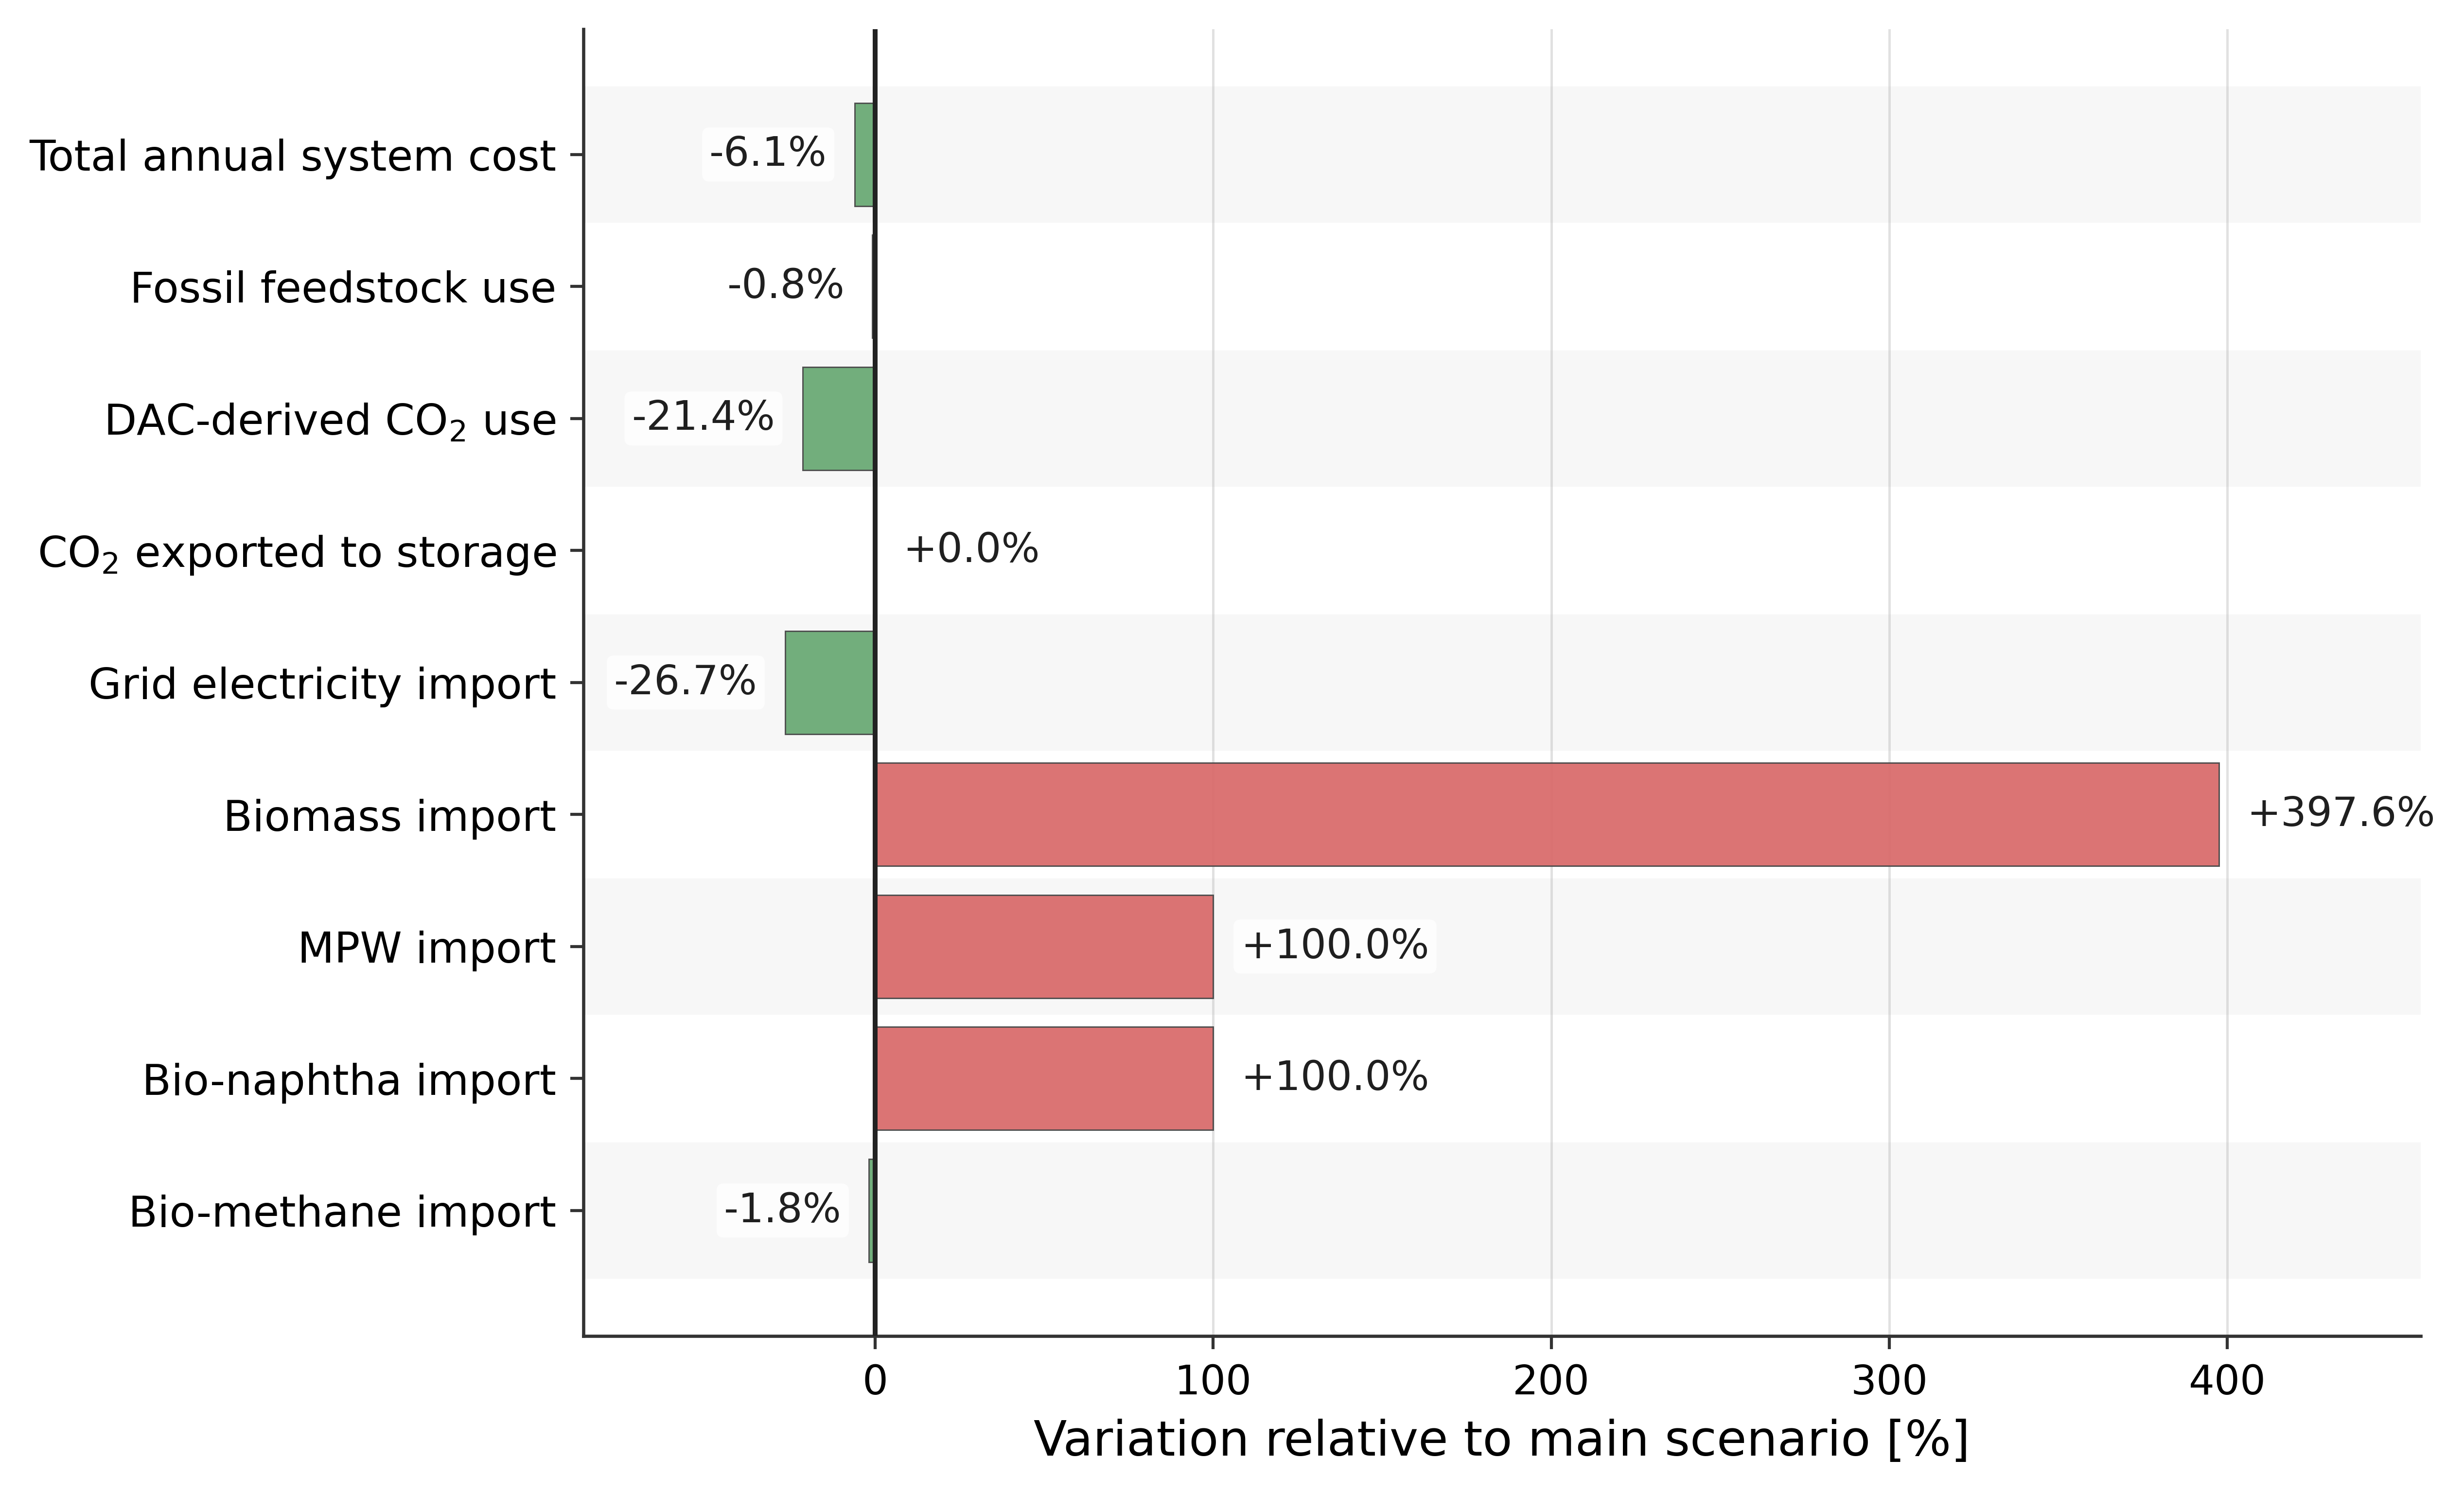 Total annual system cost
-6.1%
Fossil feedstock use
-0.8%
DAC-derived CO₂ use
-21.4%
CO₂ exported to storage
+0.0%
Grid electricity import
-26.7%
Biomass import
+397.6%
MPW import
+100.0%
Bio-naphtha import
+100.0%
Bio-methane import
-1.8%
0 100 200 300 400
Variation relative to main scenario [%]